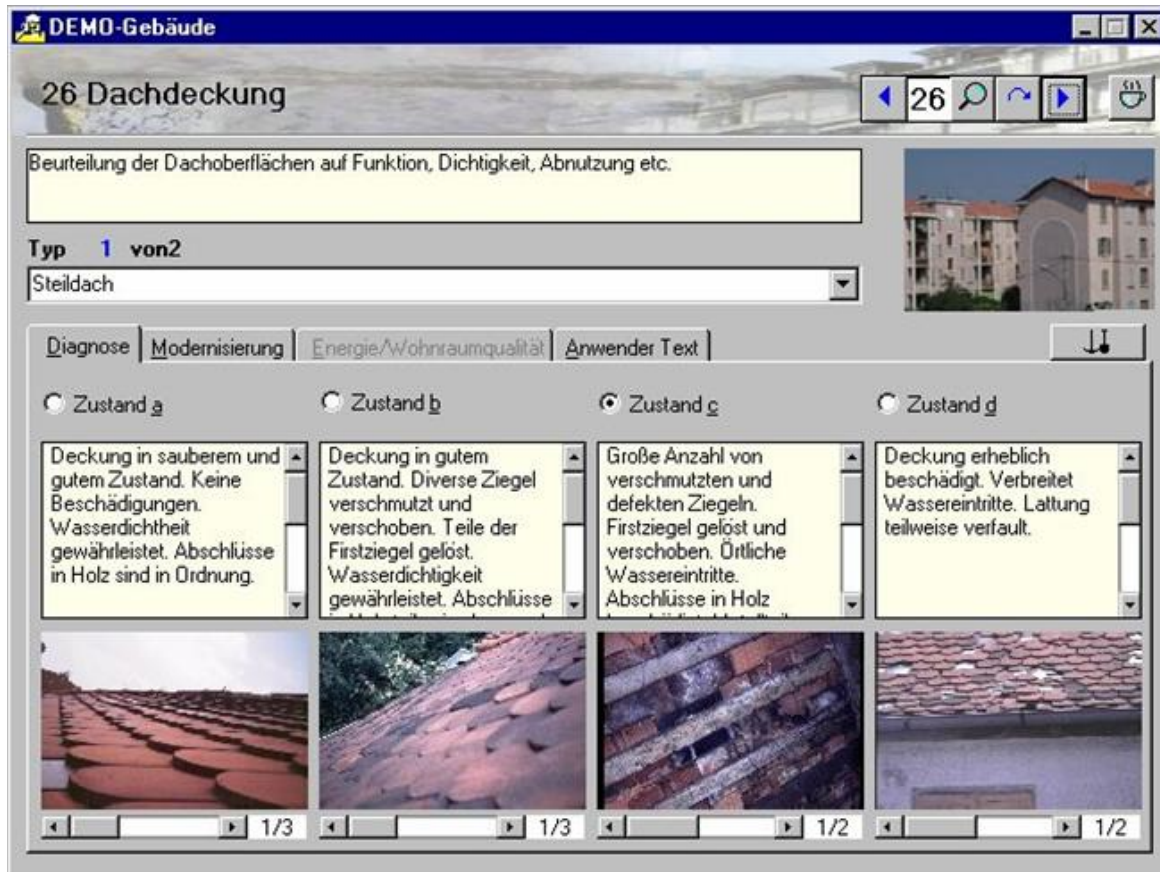 DEMO-Gebäude
26 Dachdeckung
26
Beurteilung der Dachoberflächen auf Funktion, Dichtigkeit, Abnutzung etc.
Typ 1 von2
Steildach
Diagnose Modernisierung Energie/Wohnraumqualität Anwender Text
Zustand a
Deckung in sauberem und
gutem Zustand. Keine
Beschädigungen.
Wasserdichtheit
gewährleistet. Abschlüsse
in Holz sind in Ordnung.
1/3
Zustand b
Deckung in gutem
Zustand. Diverse Ziegel
verschmutzt und
verschoben. Teile der
Firstziegel gelöst.
Wasserdichtigkeit
gewährleistet. Abschlüsse
1/3
Zustand c
Große Anzahl von
verschmutzten und
defekten Ziegeln.
Firstziegel gelöst und
verschoben. Örtliche
Wassereintritte.
Abschlüsse in Holz
1/2
Zustand d
Deckung erheblich
beschädigt. Verbreitet
Wassereintritte. Lattung
teilweise verfault.
1/2